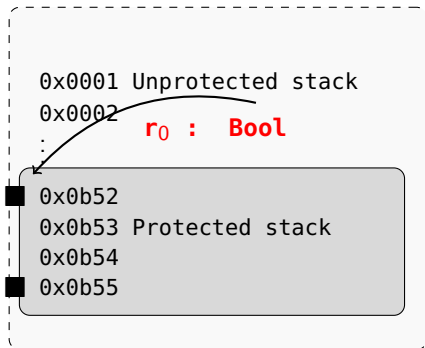 0x0001 Unprotected stack
0x0002
r₀ : Bool
⋮
0x0b52
0x0b53 Protected stack
0x0b54
0x0b55